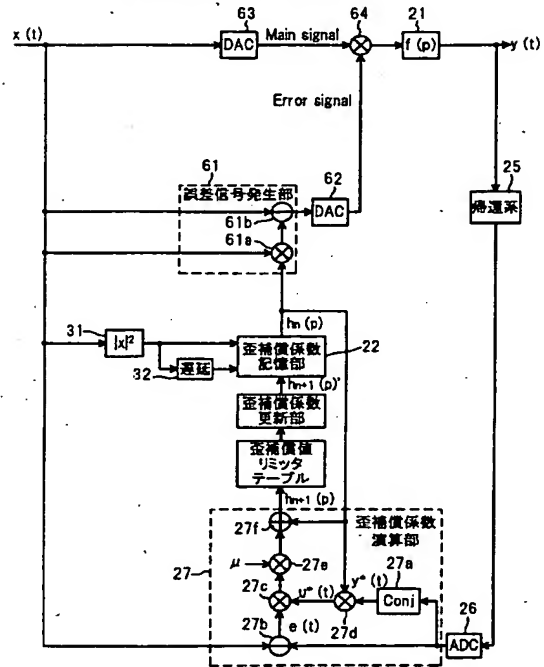 63
64
21
x (t)
DAC
Main signal
f (p)
y (t)
Error signal
61
25
誤差信号発生部
62
61b
DAC
帰還系
61a
hn (p)
31
|x|²
22
歪補償係数
記憶部
遅延
32
hn+1 (p)'
歪補償係数
更新部
歪補償値
リミッタ
テーブル
hn+1 (p)
27f
歪補償係数
演算部
27
μ
27e
y* (t)
27a
27c
u* (t)
Conj
27d
26
27b
e (t)
ADC